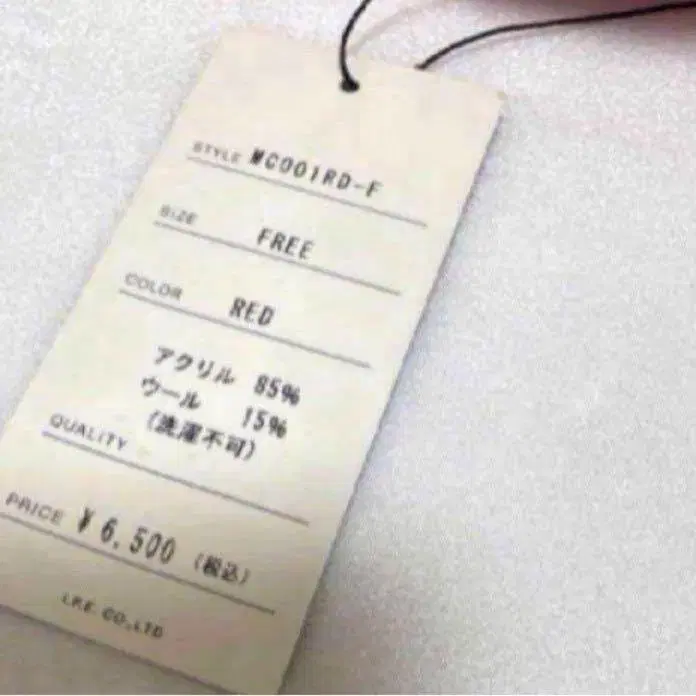 STYLE MC001RD-F
SIZE FREE
COLOR RED
アクリル 85%
ウール 15%
(洗濯不可)
QUALITY
PRICE ¥6,500 (税込)
CO.,LTD